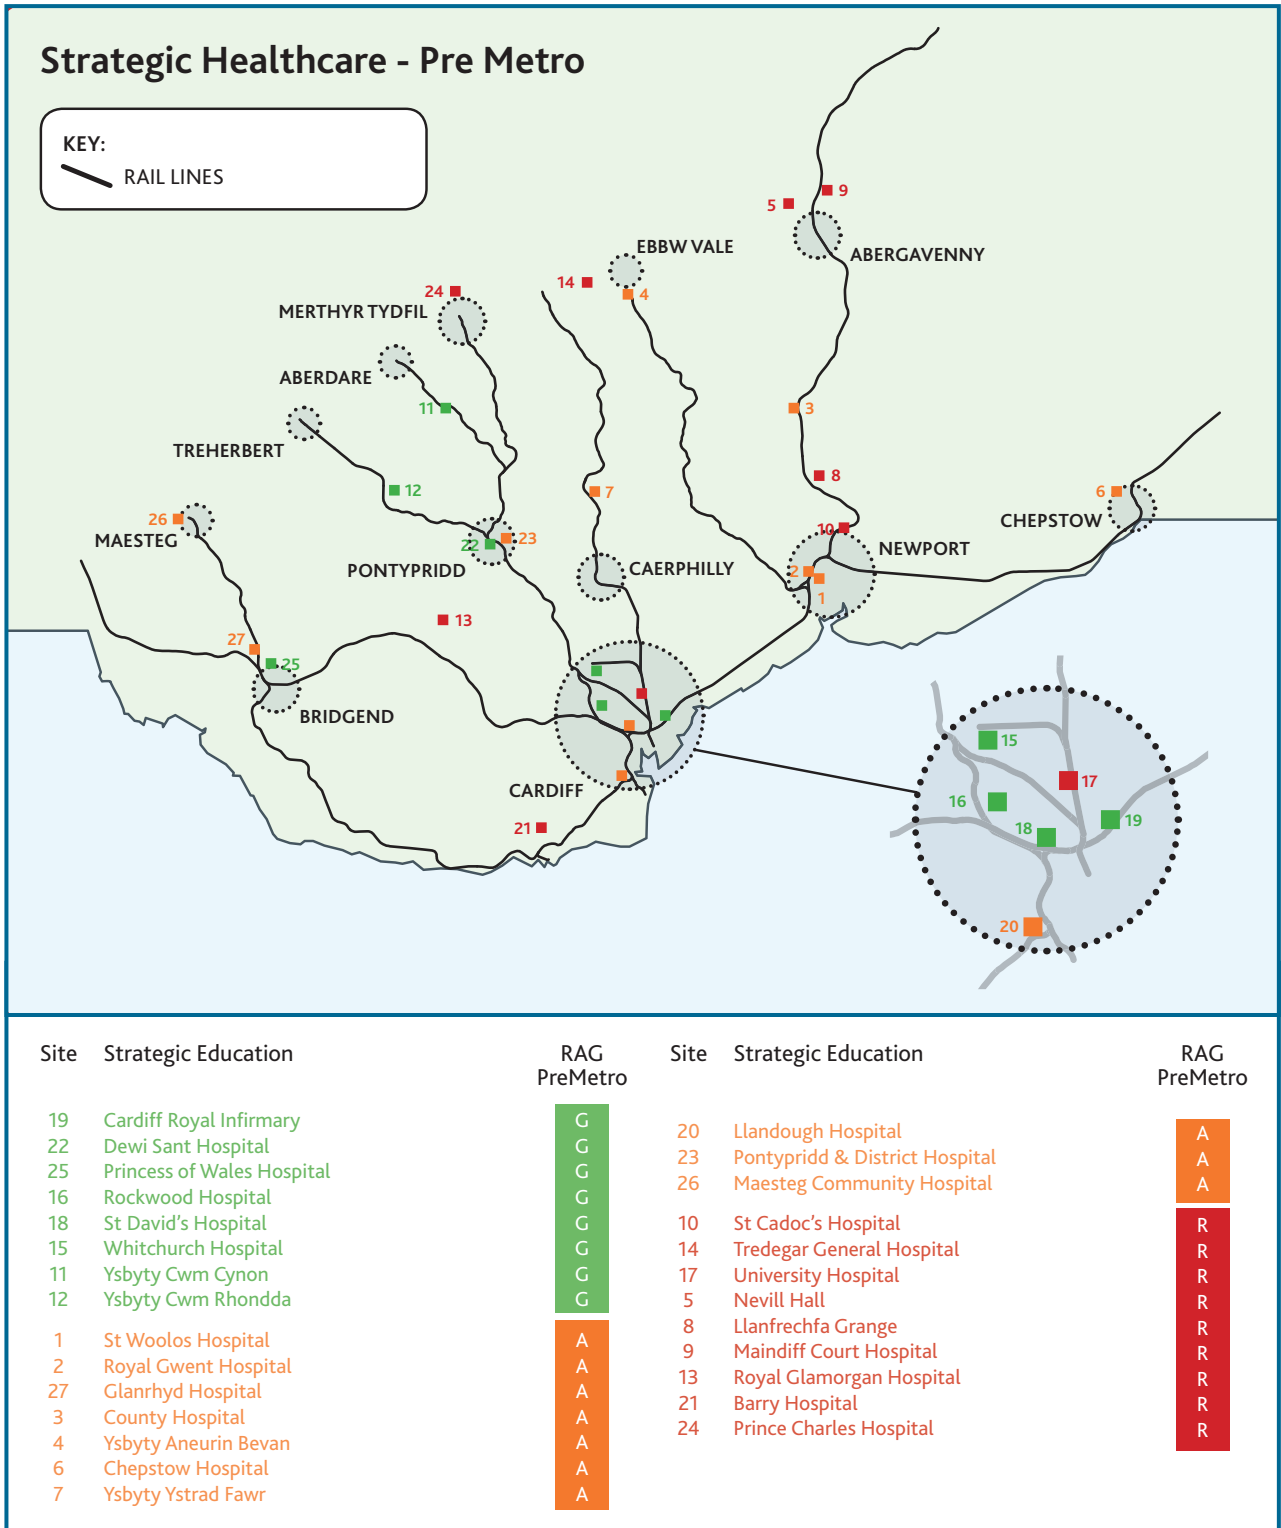 Strategic Healthcare - Pre Metro
KEY:
RAIL LINES
9
5
EBBW VALE
ABERGAVENNY
14
4
24
MERTHYR TYDFIL
ABERDARE
11
3
TREHERBERT
8
12
7
6
26
MAESTEG
10
CHEPSTOW
22
23
NEWPORT
PONTYPRIDD
CAERPHILLY
2
1
13
27
25
BRIDGEND
15
17
CARDIFF
16
18
19
21
20
Site Strategic Education RAG
PreMetro
19 Cardiff Royal Infirmary G
22 Dewi Sant Hospital G
25 Princess of Wales Hospital G
16 Rockwood Hospital G
18 St David's Hospital G
15 Whitchurch Hospital G
11 Ysbyty Cwm Cynon G
12 Ysbyty Cwm Rhondda G
1 St Woolos Hospital A
2 Royal Gwent Hospital A
27 Glanrhyd Hospital A
3 County Hospital A
4 Ysbyty Aneurin Bevan A
6 Chepstow Hospital A
7 Ysbyty Ystrad Fawr A
Site Strategic Education RAG
PreMetro
20 Llandough Hospital A
23 Pontypridd & District Hospital A
26 Maesteg Community Hospital A
10 St Cadoc's Hospital R
14 Tredegar General Hospital R
17 University Hospital R
5 Nevill Hall R
8 Llanfrechfa Grange R
9 Maindiff Court Hospital R
13 Royal Glamorgan Hospital R
21 Barry Hospital R
24 Prince Charles Hospital R